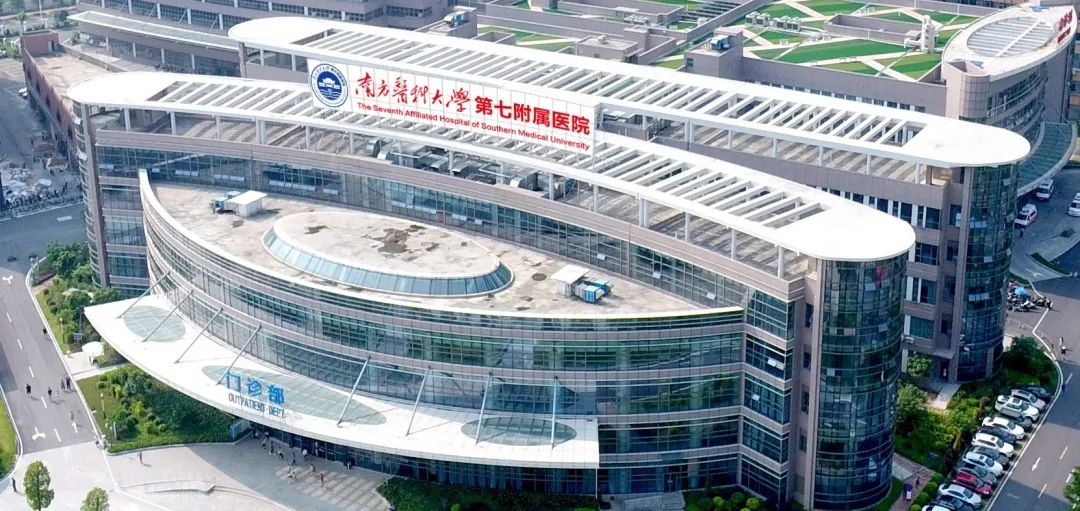 南方医科大学 第七附属医院
The Seventh Affiliated Hospital of Southern Medical University
门诊部
OUTPATIENT DEPT